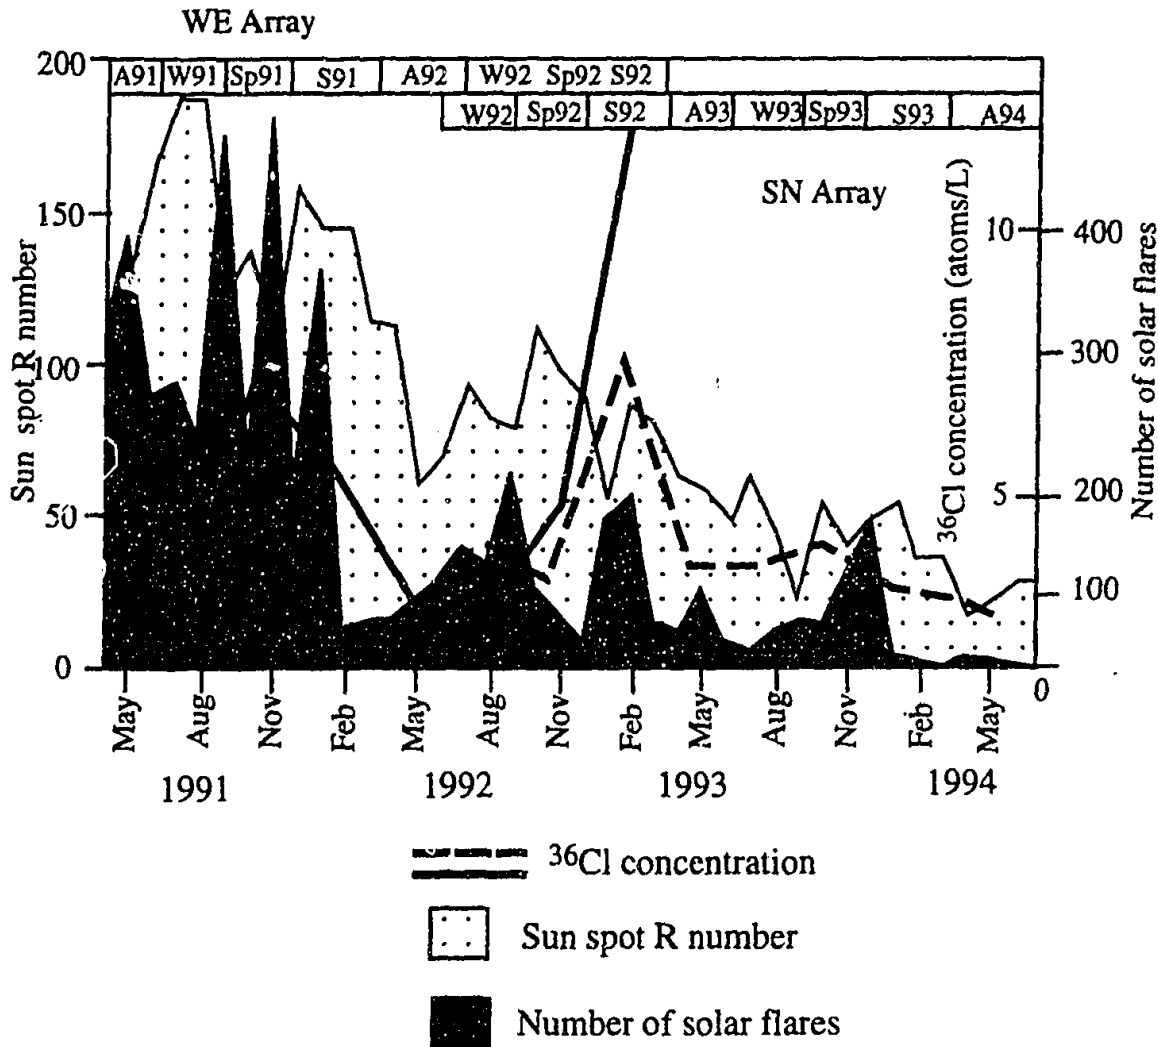 WE Array
200 A91 W91 Sp91 S91 A92 W92 Sp92 S92
W92 Sp92 S92 A93 W93 Sp93 S93 A94
SN Array
150
100
50
0
Sun spot R number
10
5
³⁶Cl concentration (atoms/L)
400
300
200
100
0
Number of solar flares
May Aug Nov Feb May Aug Nov Feb May Aug Nov Feb May
1991 1992 1993 1994
³⁶Cl concentration
Sun spot R number
Number of solar flares